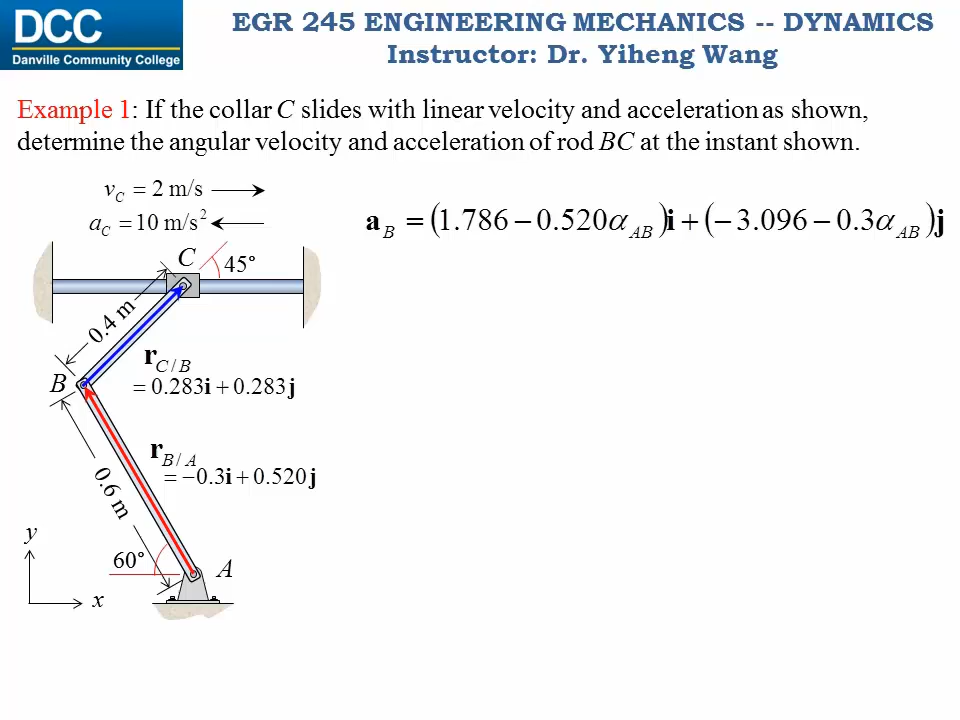 DCC
Danville Community College
EGR 245 ENGINEERING MECHANICS -- DYNAMICS
Instructor: Dr. Yiheng Wang
Example 1: If the collar C slides with linear velocity and acceleration as shown,
determine the angular velocity and acceleration of rod BC at the instant shown.
v_C = 2 m/s
a_C = 10 m/s²
a_B = (1.786 − 0.520α_AB)i + (−3.096 − 0.3α_AB)j
C
45°
0.4 m
r_C/B
= 0.283i + 0.283j
B
r_B/A
= −0.3i + 0.520j
0.6 m
y
60°
A
x